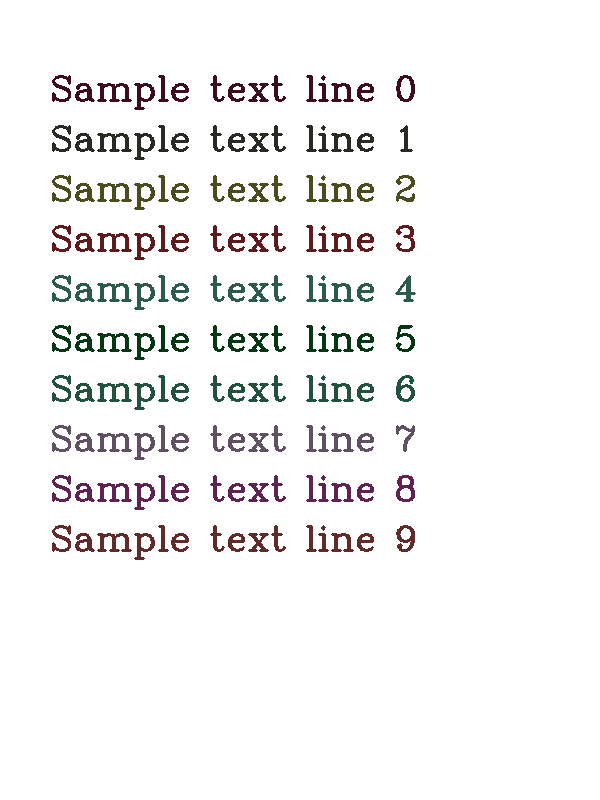 Sample text line 0
Sample text line 1
Sample text line 2
Sample text line 3
Sample text line 4
Sample text line 5
Sample text line 6
Sample text line 7
Sample text line 8
Sample text line 9